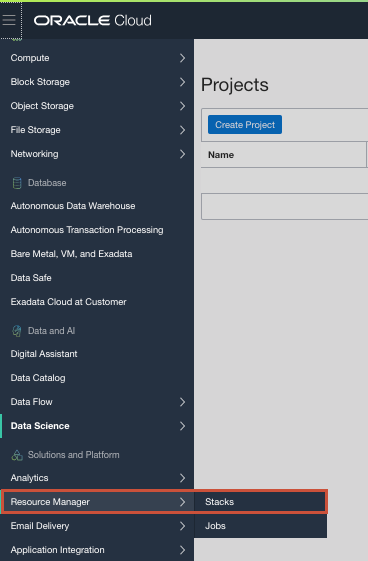 ORACLE Cloud
Compute
Block Storage
Object Storage
File Storage
Networking
Database
Autonomous Data Warehouse
Autonomous Transaction Processing
Bare Metal, VM, and Exadata
Data Safe
Exadata Cloud at Customer
Data and AI
Digital Assistant
Data Catalog
Data Flow
Data Science
Solutions and Platform
Analytics
Resource Manager
Email Delivery
Application Integration
Stacks
Jobs
Projects
Create Project
Name